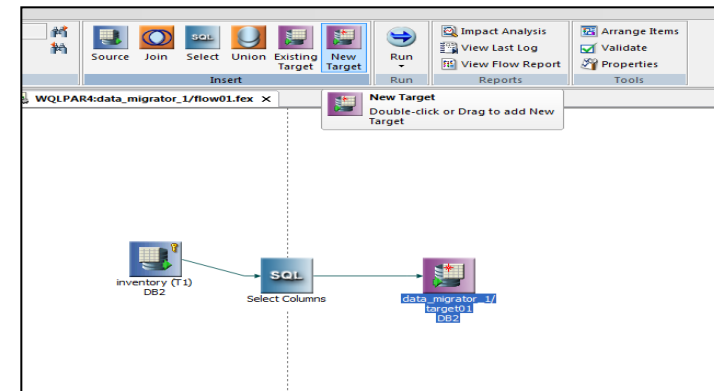 Source Join Select Union Existing Target New Target Run
Impact Analysis
View Last Log
View Flow Report
Arrange Items
Validate
Properties
Insert Run Reports Tools
WQLPAR4:data_migrator_1/flow01.fex X
New Target
Double-click or Drag to add New
Target
SQL
inventory (T1)
DB2
Select Columns
data_migrator_1/
target01
DB2